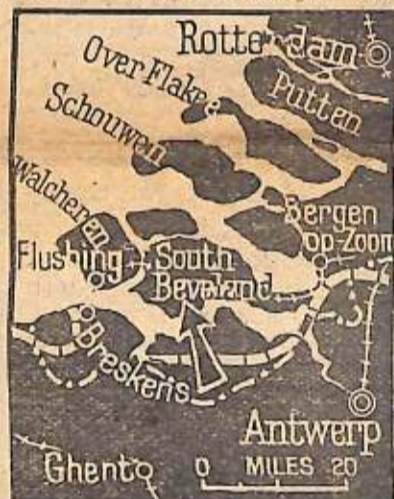 Rotterdam
Over Flakee
Putten
Schouwen
Walcheren
Bergen
op-Zoom
Flushing
South
Beveland
Breskens
Antwerp
Ghent
0 MILES 20